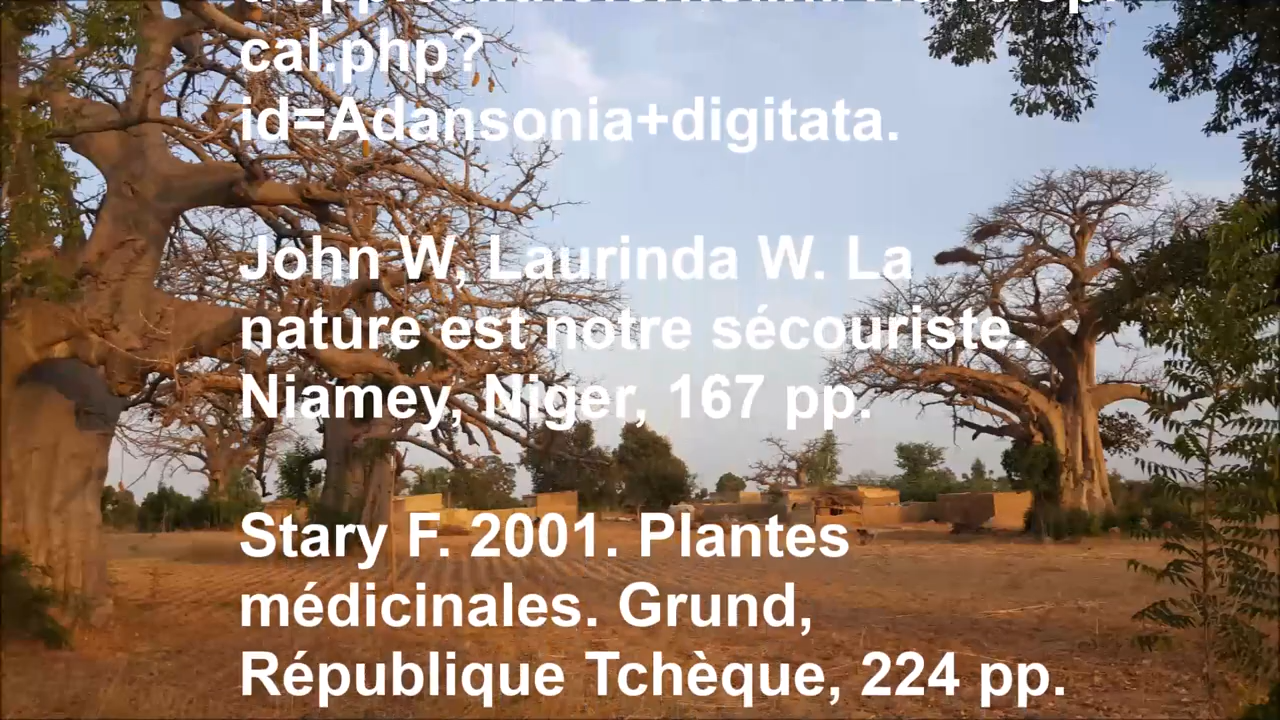 cal.php?
id=Adansonia+digitata.
John W, Laurinda W. La
nature est notre sécouriste.
Niamey, Niger, 167 pp.
Stary F. 2001. Plantes
médicinales. Grund,
République Tchèque, 224 pp.